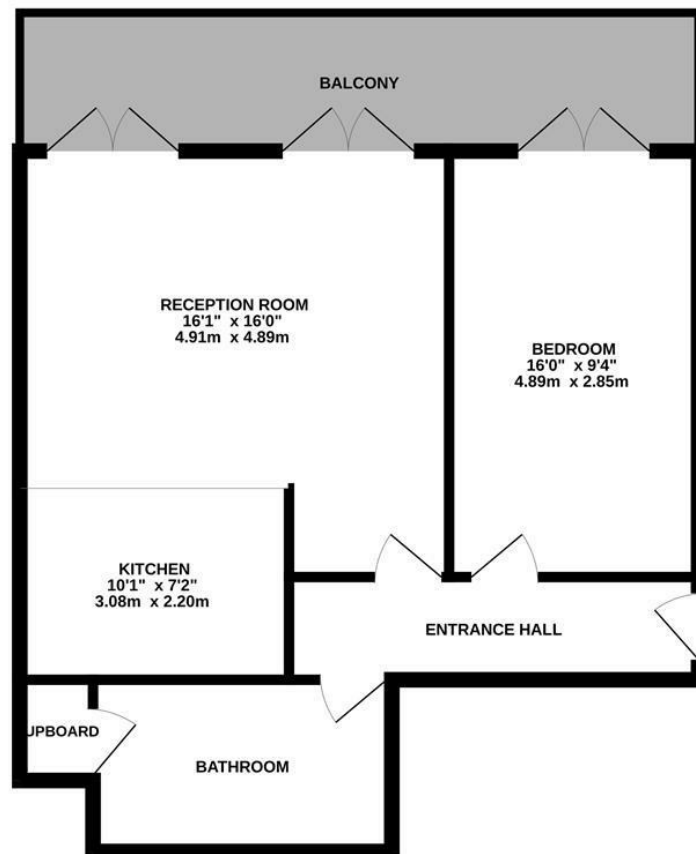 BALCONY
RECEPTION ROOM
16'1" x 16'0"
4.91m x 4.89m
BEDROOM
16'0" x 9'4"
4.89m x 2.85m
KITCHEN
10'1" x 7'2"
3.08m x 2.20m
ENTRANCE HALL
UPBOARD
BATHROOM